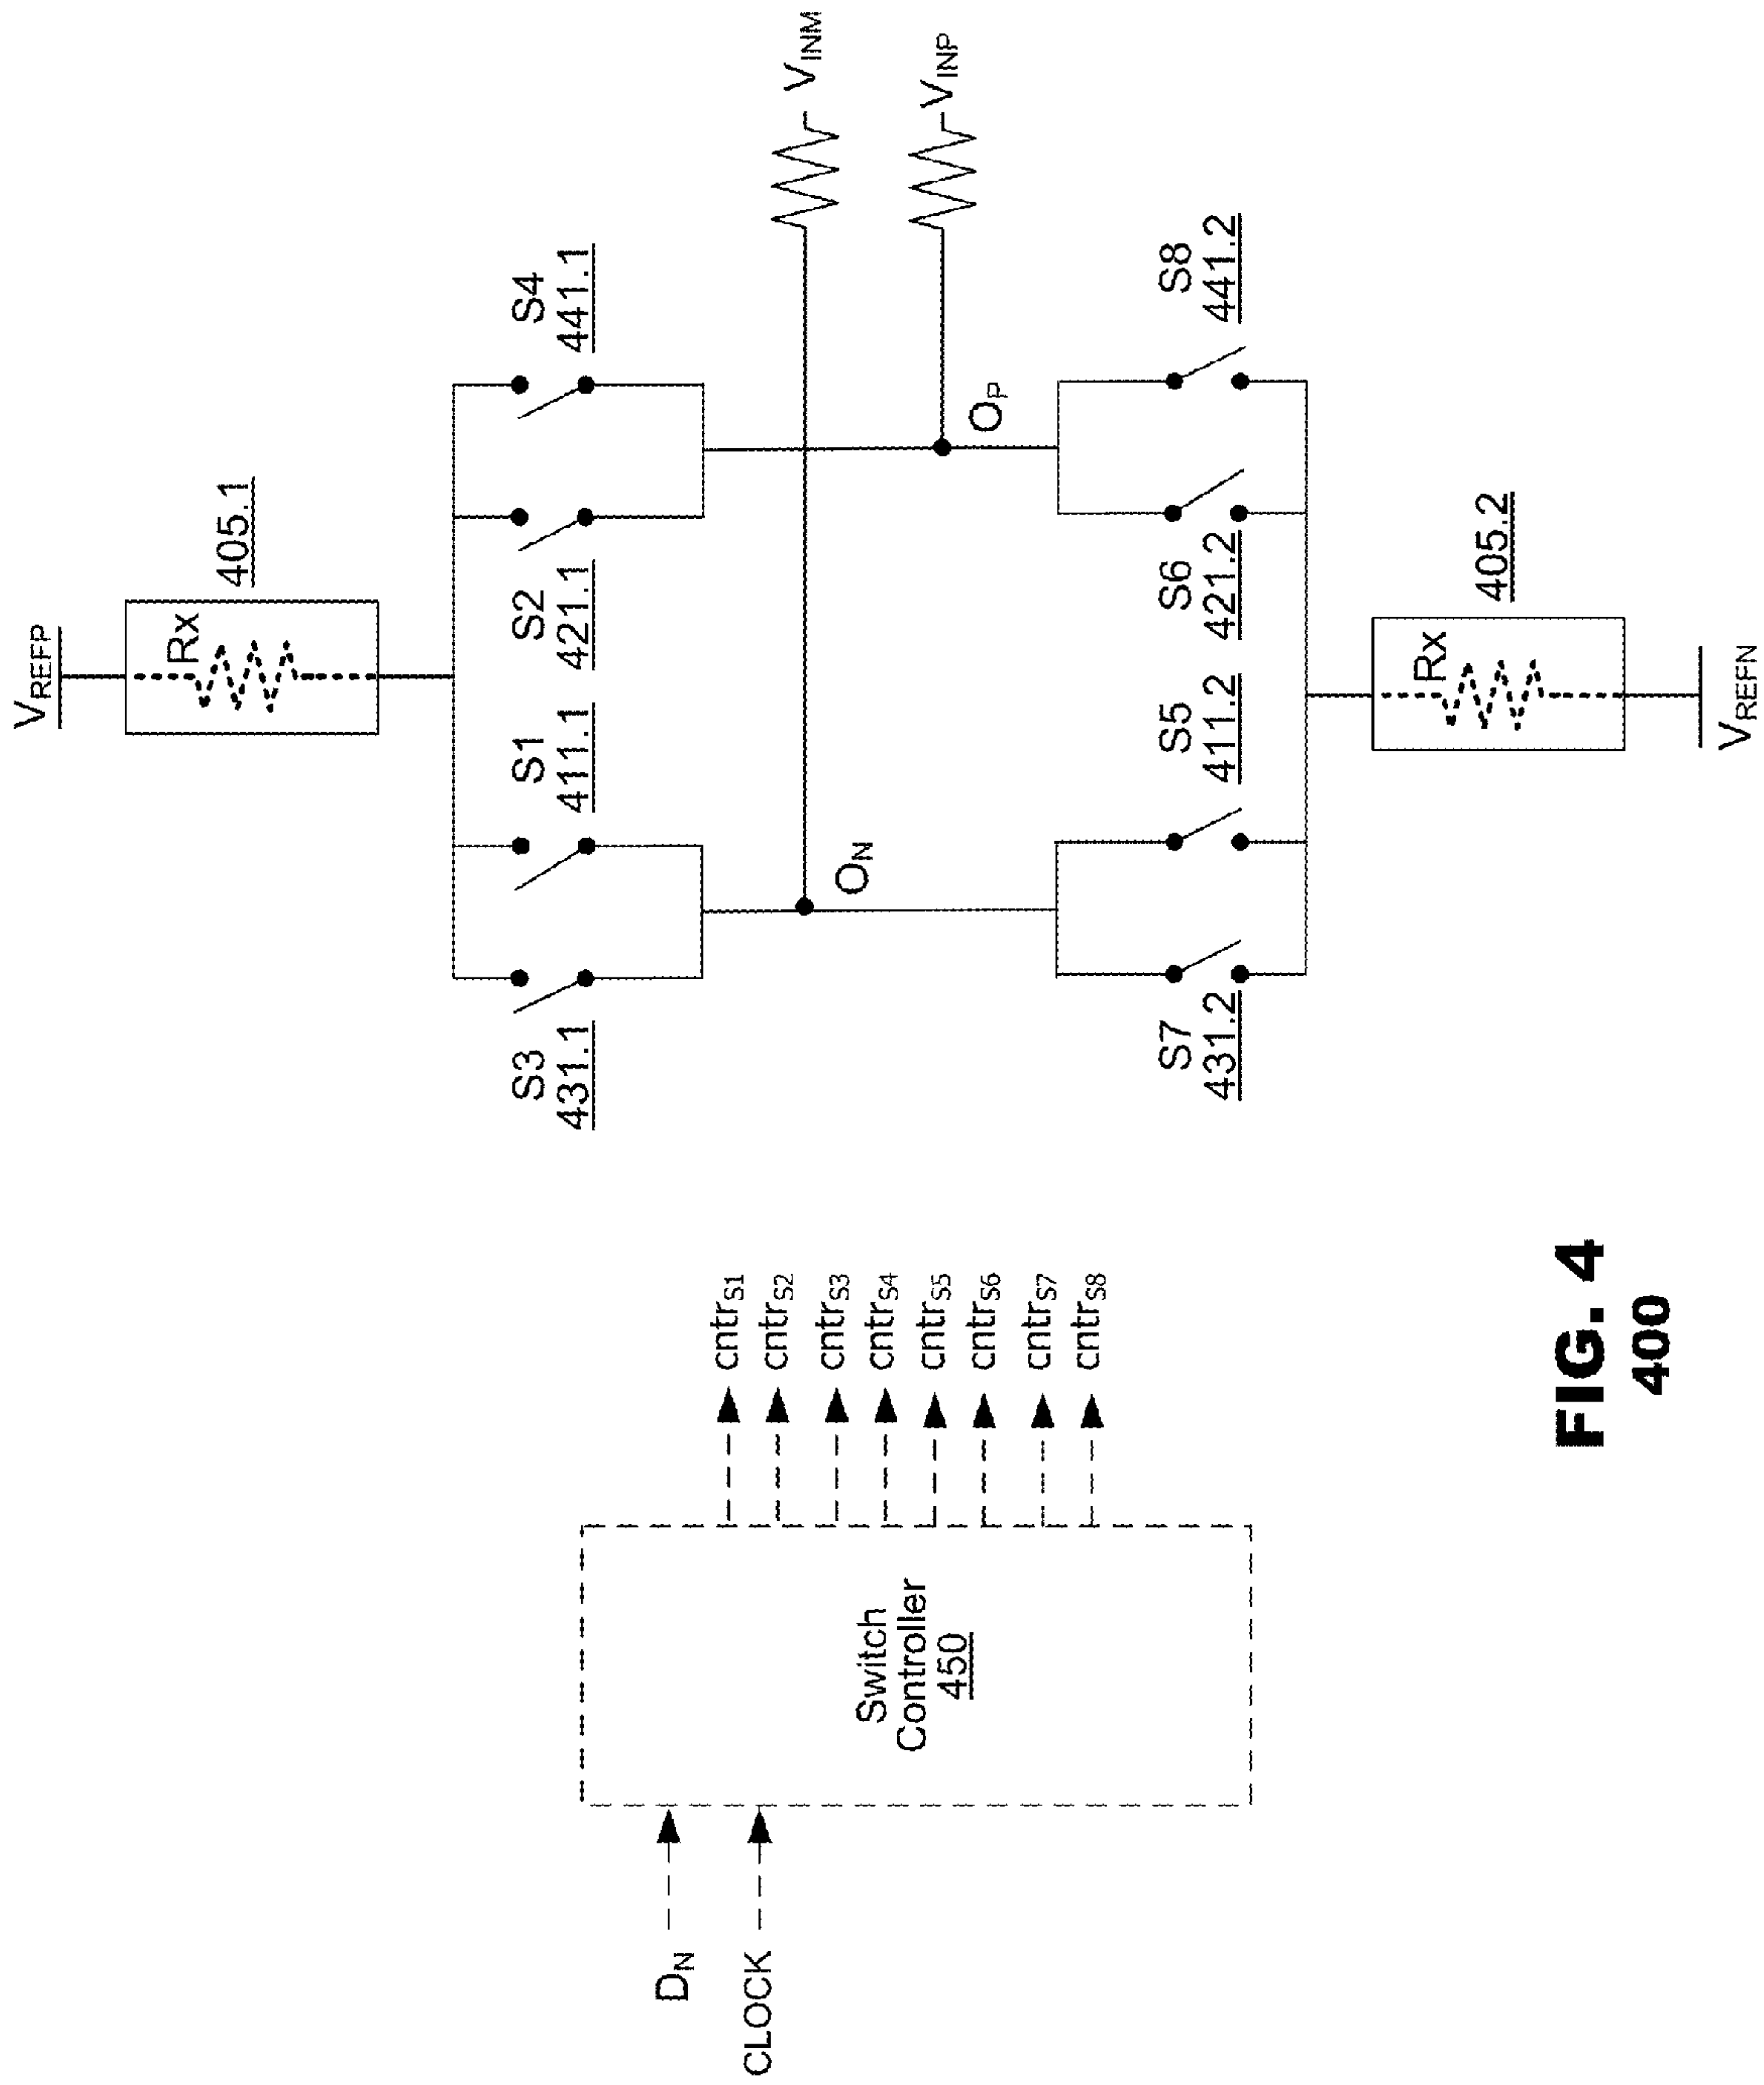 V_REFP
Rx
405.1
S3
431.1
S1
411.1
S2
421.1
S4
441.1
V_INM
V_INP
O_N
O_P
S7
431.2
S5
411.2
S6
421.2
S8
441.2
Rx
405.2
V_REFN
D_N
CLOCK
Switch
Controller
450
cntr_S1
cntr_S2
cntr_S3
cntr_S4
cntr_S5
cntr_S6
cntr_S7
cntr_S8
FIG. 4
400